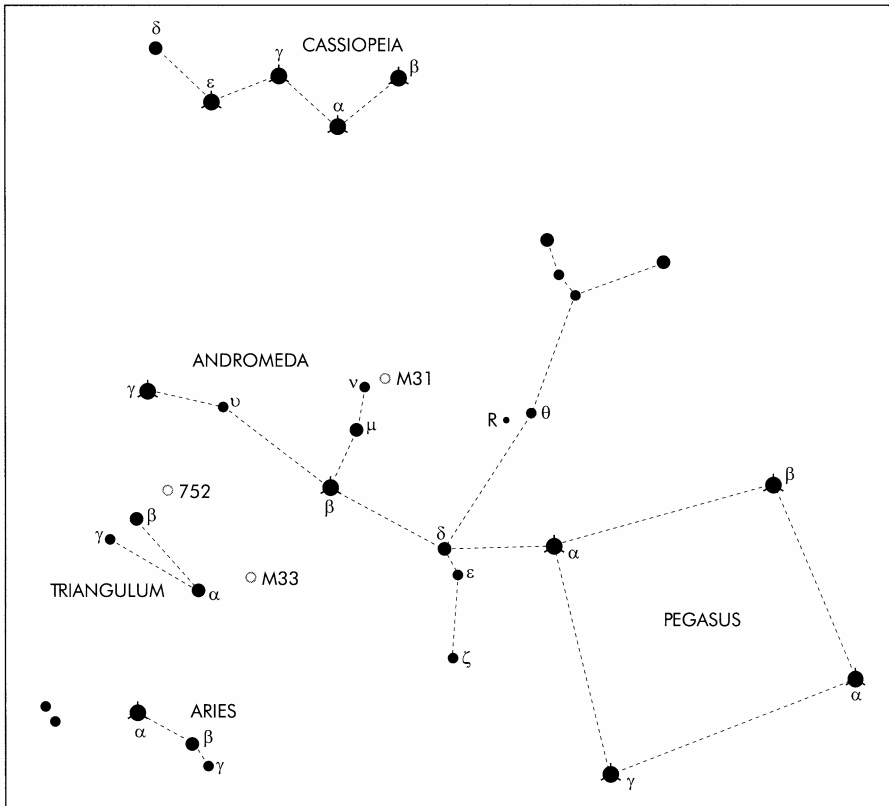 δ
CASSIOPEIA
γ
β
ε
α
ANDROMEDA
γ
υ
ν
M31
μ
R
θ
β
752
β
γ
δ
α
β
ε
M33
TRIANGULUM
α
PEGASUS
ζ
α
ARIES
α
β
γ
γ